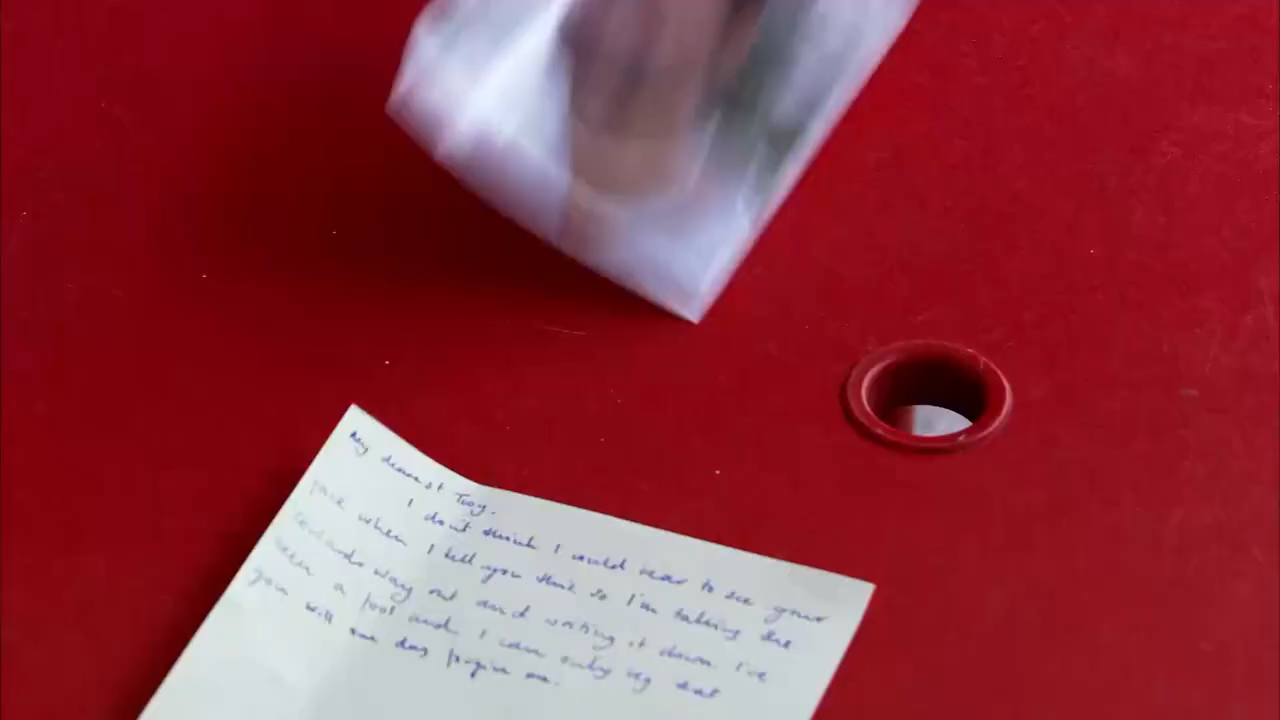 My dearest Troy.
I don't think I could bear to see your
face when I tell you this so I'm taking the
cowards way out and writing it down. I've
been a fool and I can only beg that
you will one day forgive me.